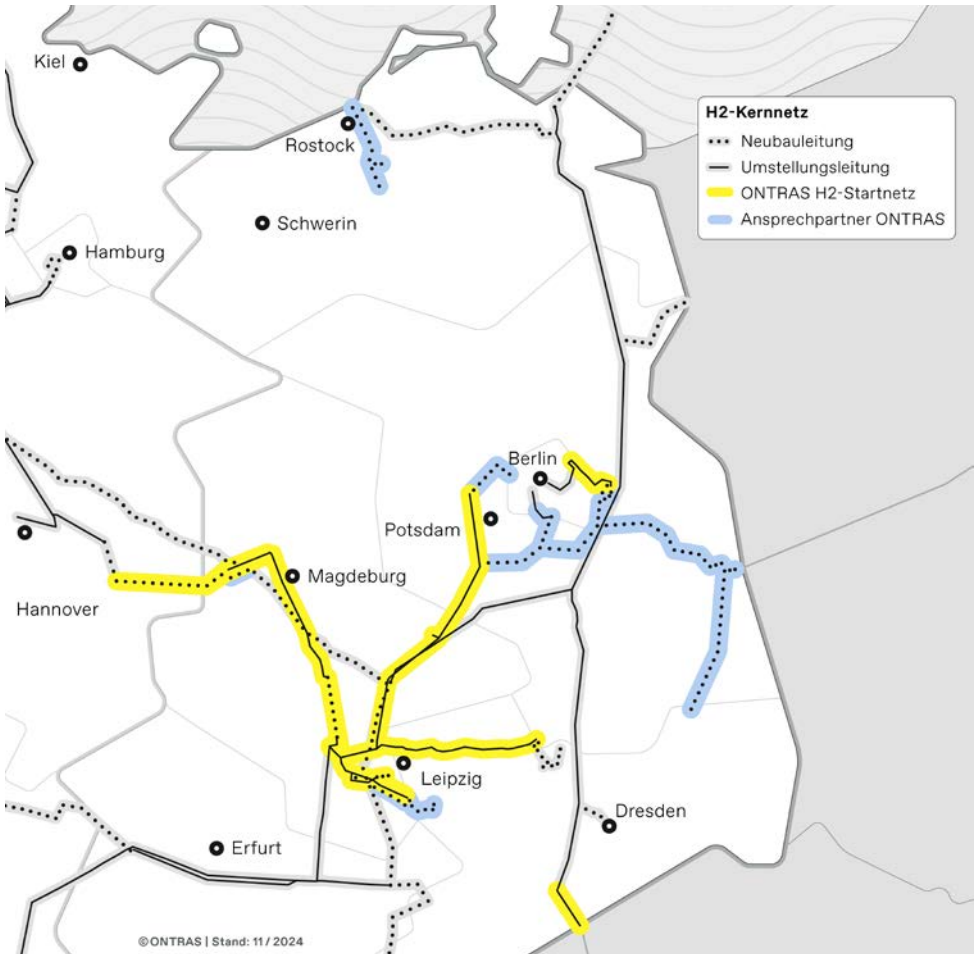 Kiel
H2-Kernnetz
Neubauleitung
Umstellungsleitung
ONTRAS H2-Startnetz
Ansprechpartner ONTRAS
Rostock
Schwerin
Hamburg
Berlin
Potsdam
Magdeburg
Hannover
Leipzig
Dresden
Erfurt
©ONTRAS | Stand: 11 / 2024